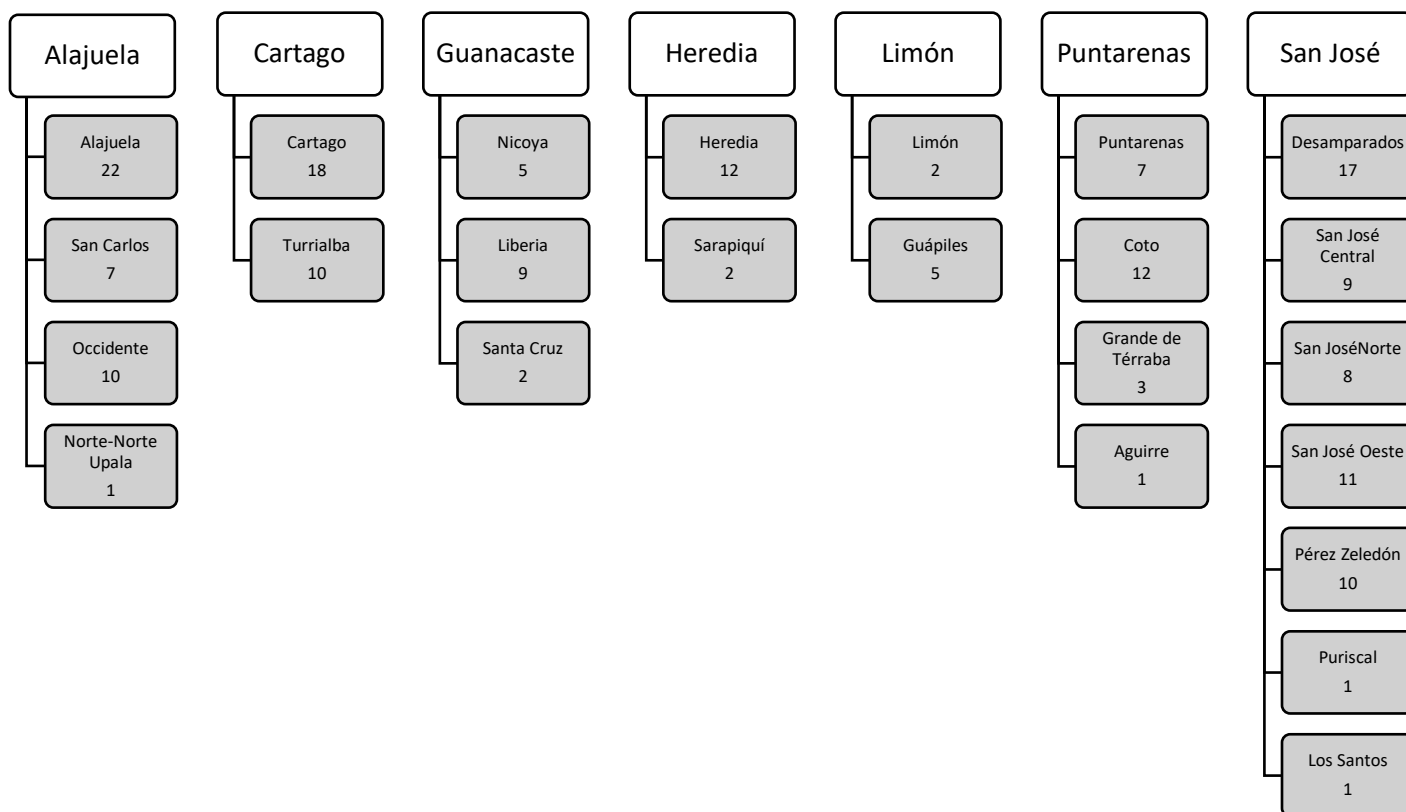 Alajuela
Alajuela
22
San Carlos
7
Occidente
10
Norte-Norte
Upala
1
Cartago
Cartago
18
Turrialba
10
Guanacaste
Nicoya
5
Liberia
9
Santa Cruz
2
Heredia
Heredia
12
Sarapiquí
2
Limón
Limón
2
Guápiles
5
Puntarenas
Puntarenas
7
Coto
12
Grande de
Térraba
3
Aguirre
1
San José
Desamparados
17
San José
Central
9
San JoséNorte
8
San José Oeste
11
Pérez Zeledón
10
Puriscal
1
Los Santos
1